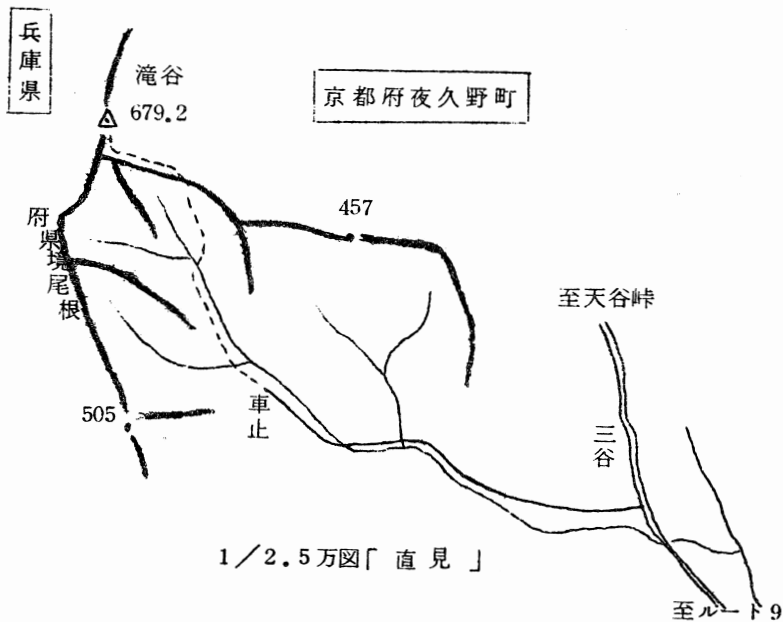 兵庫県
滝谷
679.2
京都府夜久野町
457
府県境尾根
至天谷峠
505
車止
三谷
1/2.5万図「直見」
至ルート9